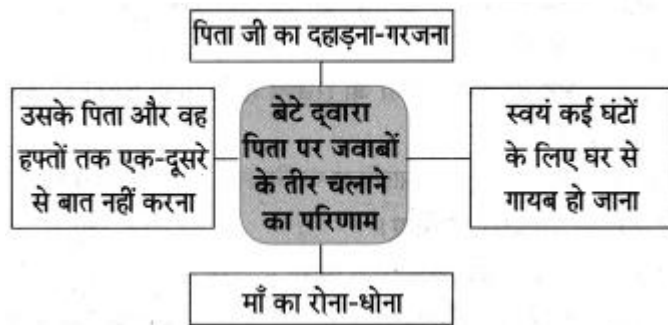 पिता जी का दहाड़ना-गरजना
उसके पिता और वह
हफ्तों तक एक-दूसरे
से बात नहीं करना
बेटे द्वारा
पिता पर जवाबों
के तीर चलाने
का परिणाम
स्वयं कई घंटों
के लिए घर से
गायब हो जाना
माँ का रोना-धोना